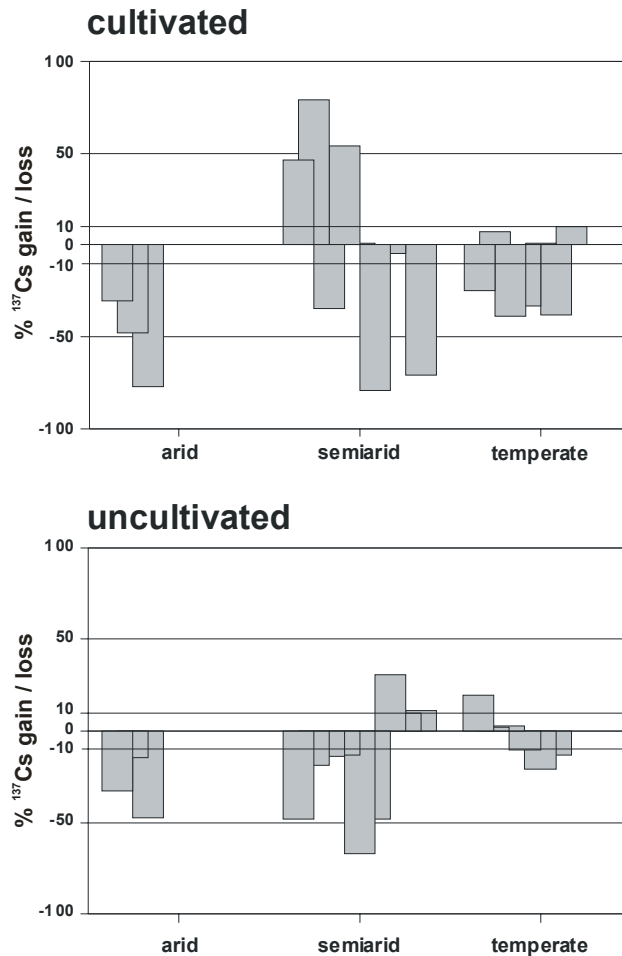 cultivated
100
50
10
0
-10
-50
-100
% ¹³⁷Cs gain / loss
arid semiarid temperate
uncultivated
100
50
10
0
-10
-50
-100
% ¹³⁷Cs gain / loss
arid semiarid temperate